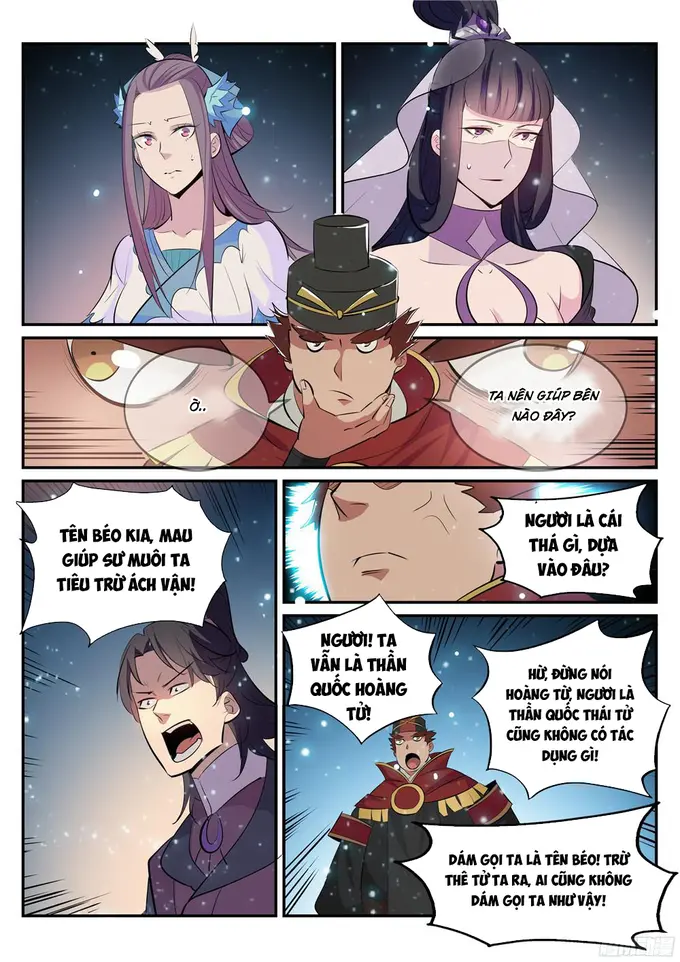 Ờ..
TA NÊN GIÚP BÊN
NÀO ĐÂY?
TÊN BÉO KIA, MAU
GIÚP SƯ MUÔI TA
TIÊU TRỪ ÁCH VẬN!
NGƯƠI LÀ CÁI
THÁ GÌ, DỰA
VÀO ĐÂU?
NGƯƠI! TA
VẪN LÀ THẦN
QUỐC HOÀNG
TỬ!
HỪ, ĐỪNG NÓI
HOÀNG TỬ, NGƯƠI LÀ
THẦN QUỐC THÁI TỬ
CŨNG KHÔNG CÓ TÁC
DỤNG GÌ!
DÁM GỌI TA LÀ TÊN BÉO! TRỪ
THÊ TỬ TA RA, AI CŨNG KHÔNG
DÁM GỌI TA NHƯ VẬY!